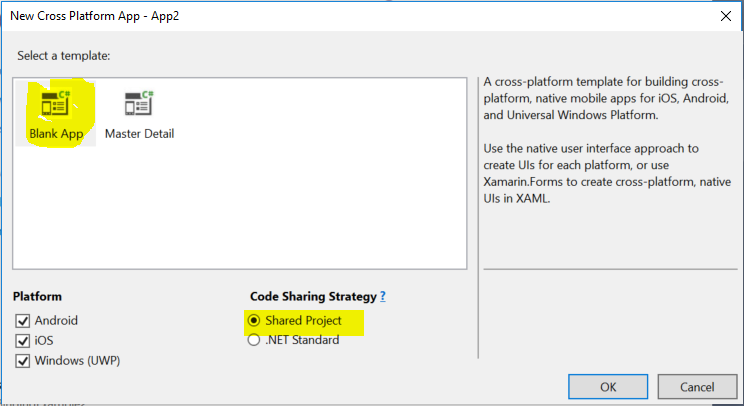 New Cross Platform App - App2
Select a template:
C#
Blank App
C#
Master Detail
A cross-platform template for building cross-
platform, native mobile apps for iOS, Android,
and Universal Windows Platform.
Use the native user interface approach to
create UIs for each platform, or use
Xamarin.Forms to create cross-platform, native
UIs in XAML.
Platform
Android
iOS
Windows (UWP)
Code Sharing Strategy ?
Shared Project
.NET Standard
OK
Cancel